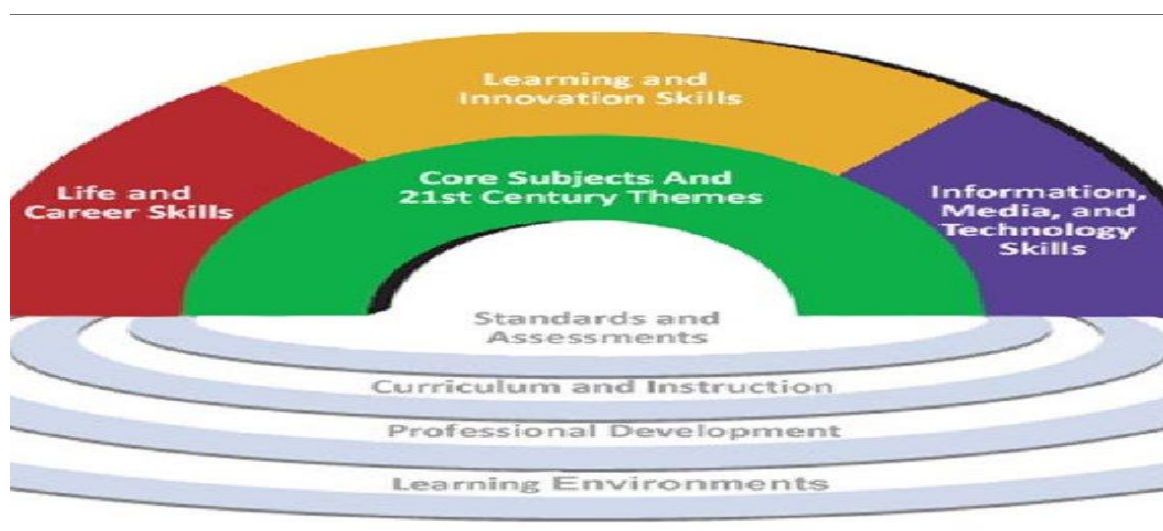 Learning and
Innovation Skills
Core Subjects And
21st Century Themes
Life and
Career Skills
Information,
Media, and
Technology
Skills
Standards and
Assessments
Curriculum and Instruction
Professional Development
Learning Environments